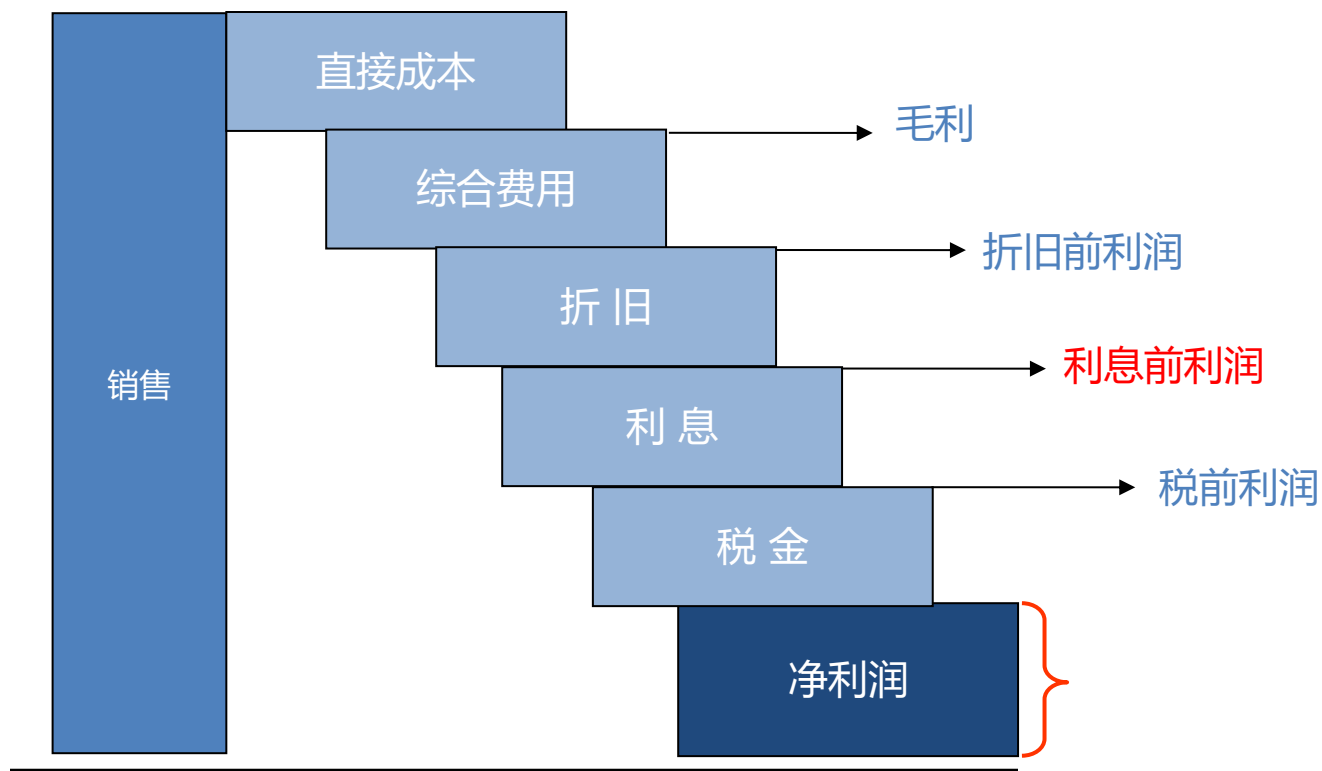 直接成本
毛利
综合费用
折旧前利润
折 旧
利息前利润
销售
利 息
税前利润
税 金
净利润